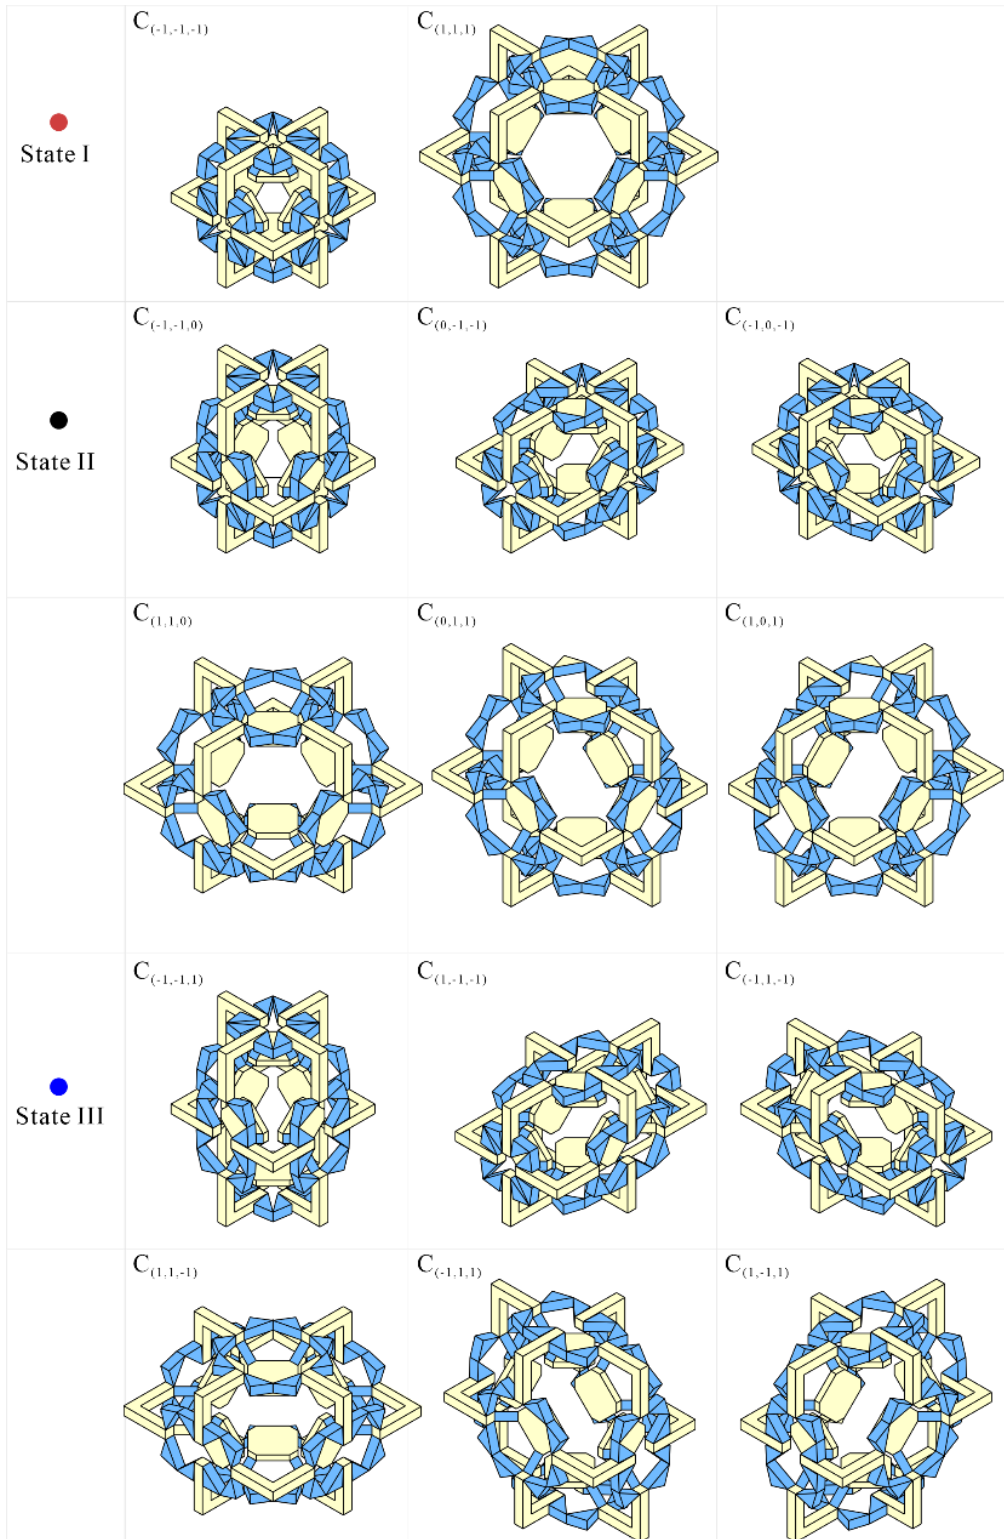 C(-1,-1,-1) C(1,1,1)
State I
C(-1,-1,0) C(0,-1,-1) C(-1,0,-1)
State II
C(1,1,0) C(0,1,1) C(1,0,1)
C(-1,-1,1) C(1,-1,-1) C(-1,1,-1)
State III
C(1,1,-1) C(-1,1,1) C(1,-1,1)